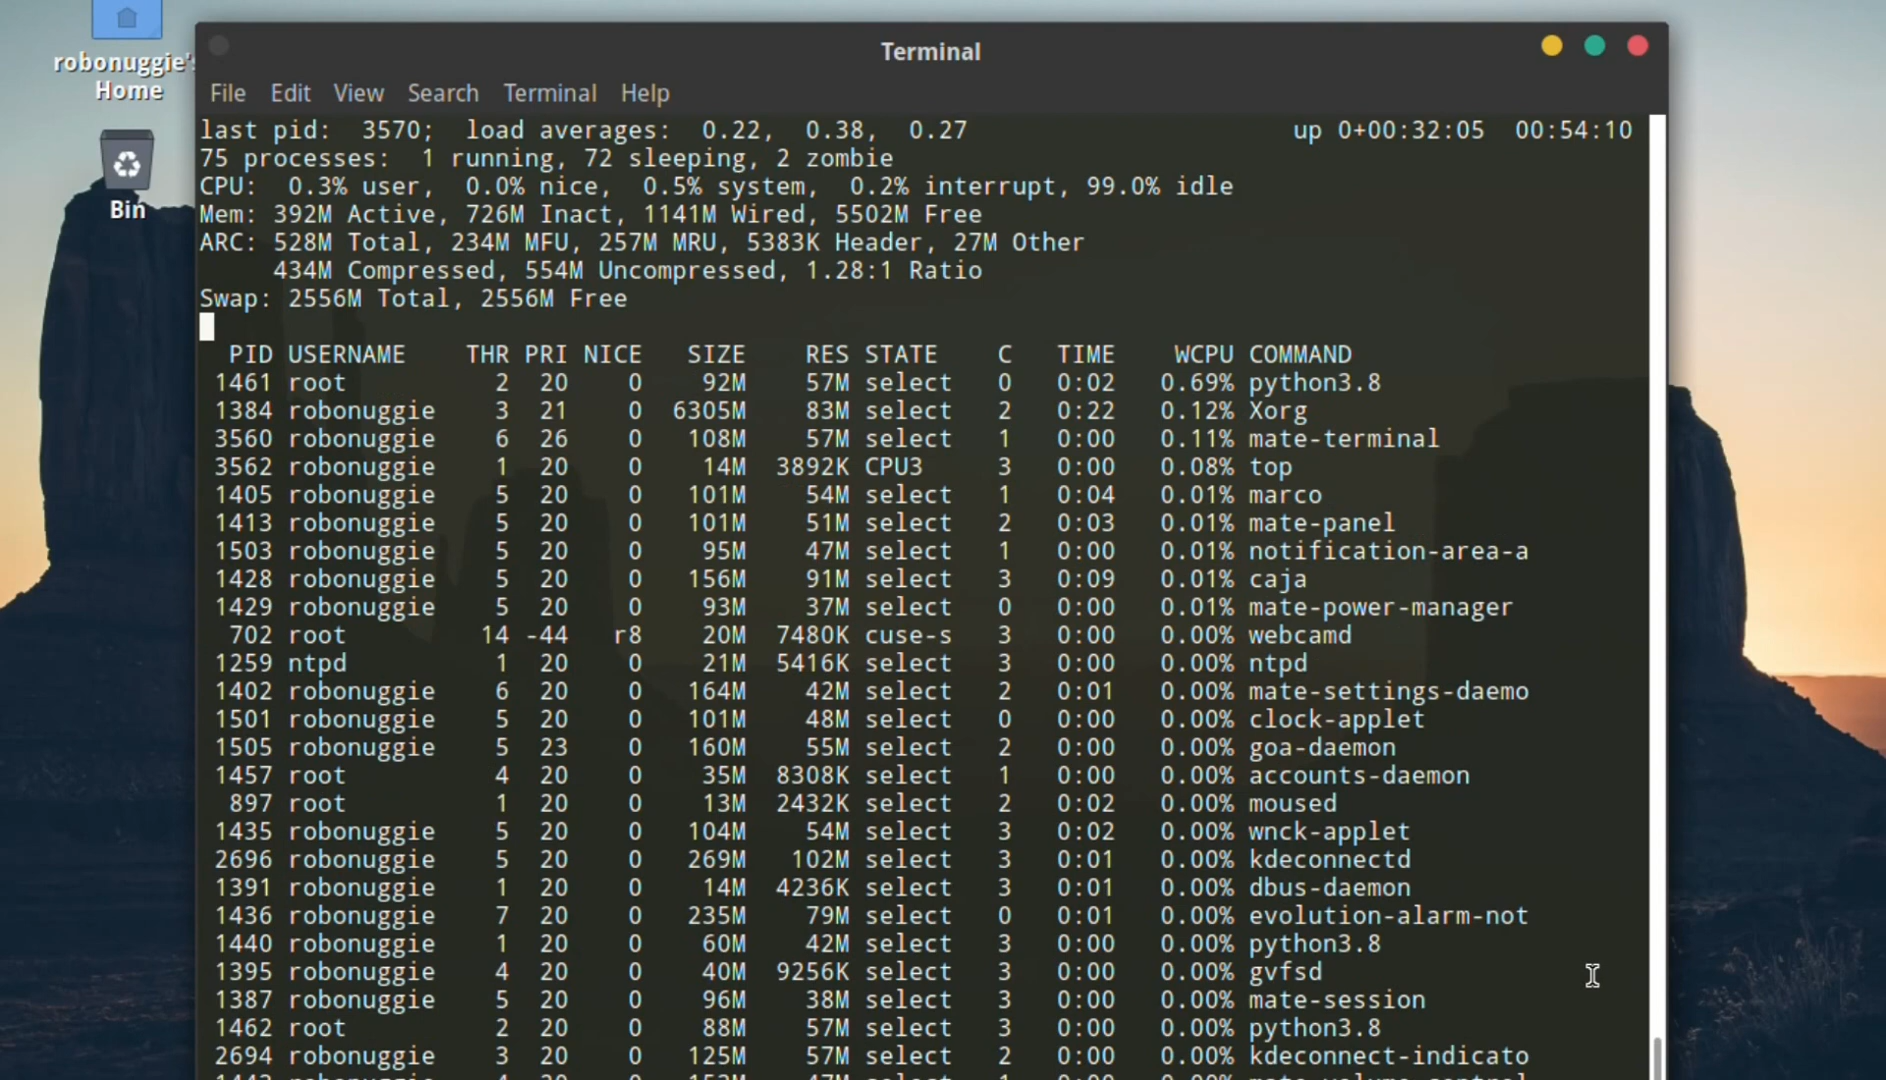 robonuggie's
Home
Bin
Terminal
File Edit View Search Terminal Help
last pid: 3570; load averages: 0.22, 0.38, 0.27 up 0+00:32:05 00:54:10
75 processes: 1 running, 72 sleeping, 2 zombie
CPU: 0.3% user, 0.0% nice, 0.5% system, 0.2% interrupt, 99.0% idle
Mem: 392M Active, 726M Inact, 1141M Wired, 5502M Free
ARC: 528M Total, 234M MFU, 257M MRU, 5383K Header, 27M Other
434M Compressed, 554M Uncompressed, 1.28:1 Ratio
Swap: 2556M Total, 2556M Free
PID USERNAME THR PRI NICE SIZE RES STATE C TIME WCPU COMMAND
1461 root 2 20 0 92M 57M select 0 0:02 0.69% python3.8
1384 robonuggie 3 21 0 6305M 83M select 2 0:22 0.12% Xorg
3560 robonuggie 6 26 0 108M 57M select 1 0:00 0.11% mate-terminal
3562 robonuggie 1 20 0 14M 3892K CPU3 3 0:00 0.08% top
1405 robonuggie 5 20 0 101M 54M select 1 0:04 0.01% marco
1413 robonuggie 5 20 0 101M 51M select 2 0:03 0.01% mate-panel
1503 robonuggie 5 20 0 95M 47M select 1 0:00 0.01% notification-area-a
1428 robonuggie 5 20 0 156M 91M select 3 0:09 0.01% caja
1429 robonuggie 5 20 0 93M 37M select 0 0:00 0.01% mate-power-manager
702 root 14 -44 r8 20M 7480K cuse-s 3 0:00 0.00% webcamd
1259 ntpd 1 20 0 21M 5416K select 3 0:00 0.00% ntpd
1402 robonuggie 6 20 0 164M 42M select 2 0:01 0.00% mate-settings-daemo
1501 robonuggie 5 20 0 101M 48M select 0 0:00 0.00% clock-applet
1505 robonuggie 5 23 0 160M 55M select 2 0:00 0.00% goa-daemon
1457 root 4 20 0 35M 8308K select 1 0:00 0.00% accounts-daemon
897 root 1 20 0 13M 2432K select 2 0:02 0.00% moused
1435 robonuggie 5 20 0 104M 54M select 3 0:02 0.00% wnck-applet
2696 robonuggie 5 20 0 269M 102M select 3 0:01 0.00% kdeconnectd
1391 robonuggie 1 20 0 14M 4236K select 3 0:01 0.00% dbus-daemon
1436 robonuggie 7 20 0 235M 79M select 0 0:01 0.00% evolution-alarm-not
1440 robonuggie 1 20 0 60M 42M select 3 0:00 0.00% python3.8
1395 robonuggie 4 20 0 40M 9256K select 3 0:00 0.00% gvfsd
1387 robonuggie 5 20 0 96M 38M select 3 0:00 0.00% mate-session
1462 root 2 20 0 88M 57M select 3 0:00 0.00% python3.8
2694 robonuggie 3 20 0 125M 57M select 2 0:00 0.00% kdeconnect-indicato